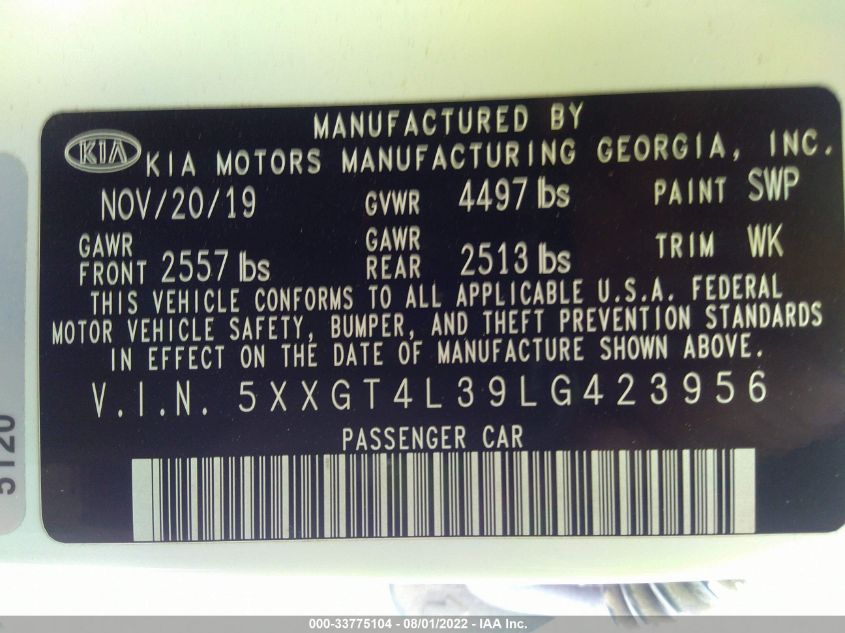 MANUFACTURED BY
KIA KIA MOTORS MANUFACTURING GEORGIA, INC.
NOV/20/19 GVWR 4497 lbs PAINT SWP
GAWR FRONT 2557 lbs GAWR REAR 2513 lbs TRIM WK
THIS VEHICLE CONFORMS TO ALL APPLICABLE U.S.A. FEDERAL
MOTOR VEHICLE SAFETY, BUMPER, AND THEFT PREVENTION STANDARDS
IN EFFECT ON THE DATE OF MANUFACTURE SHOWN ABOVE.
V.I.N. 5XXGT4L39LG423956
PASSENGER CAR
000-33775104 - 08/01/2022 - IAA Inc.